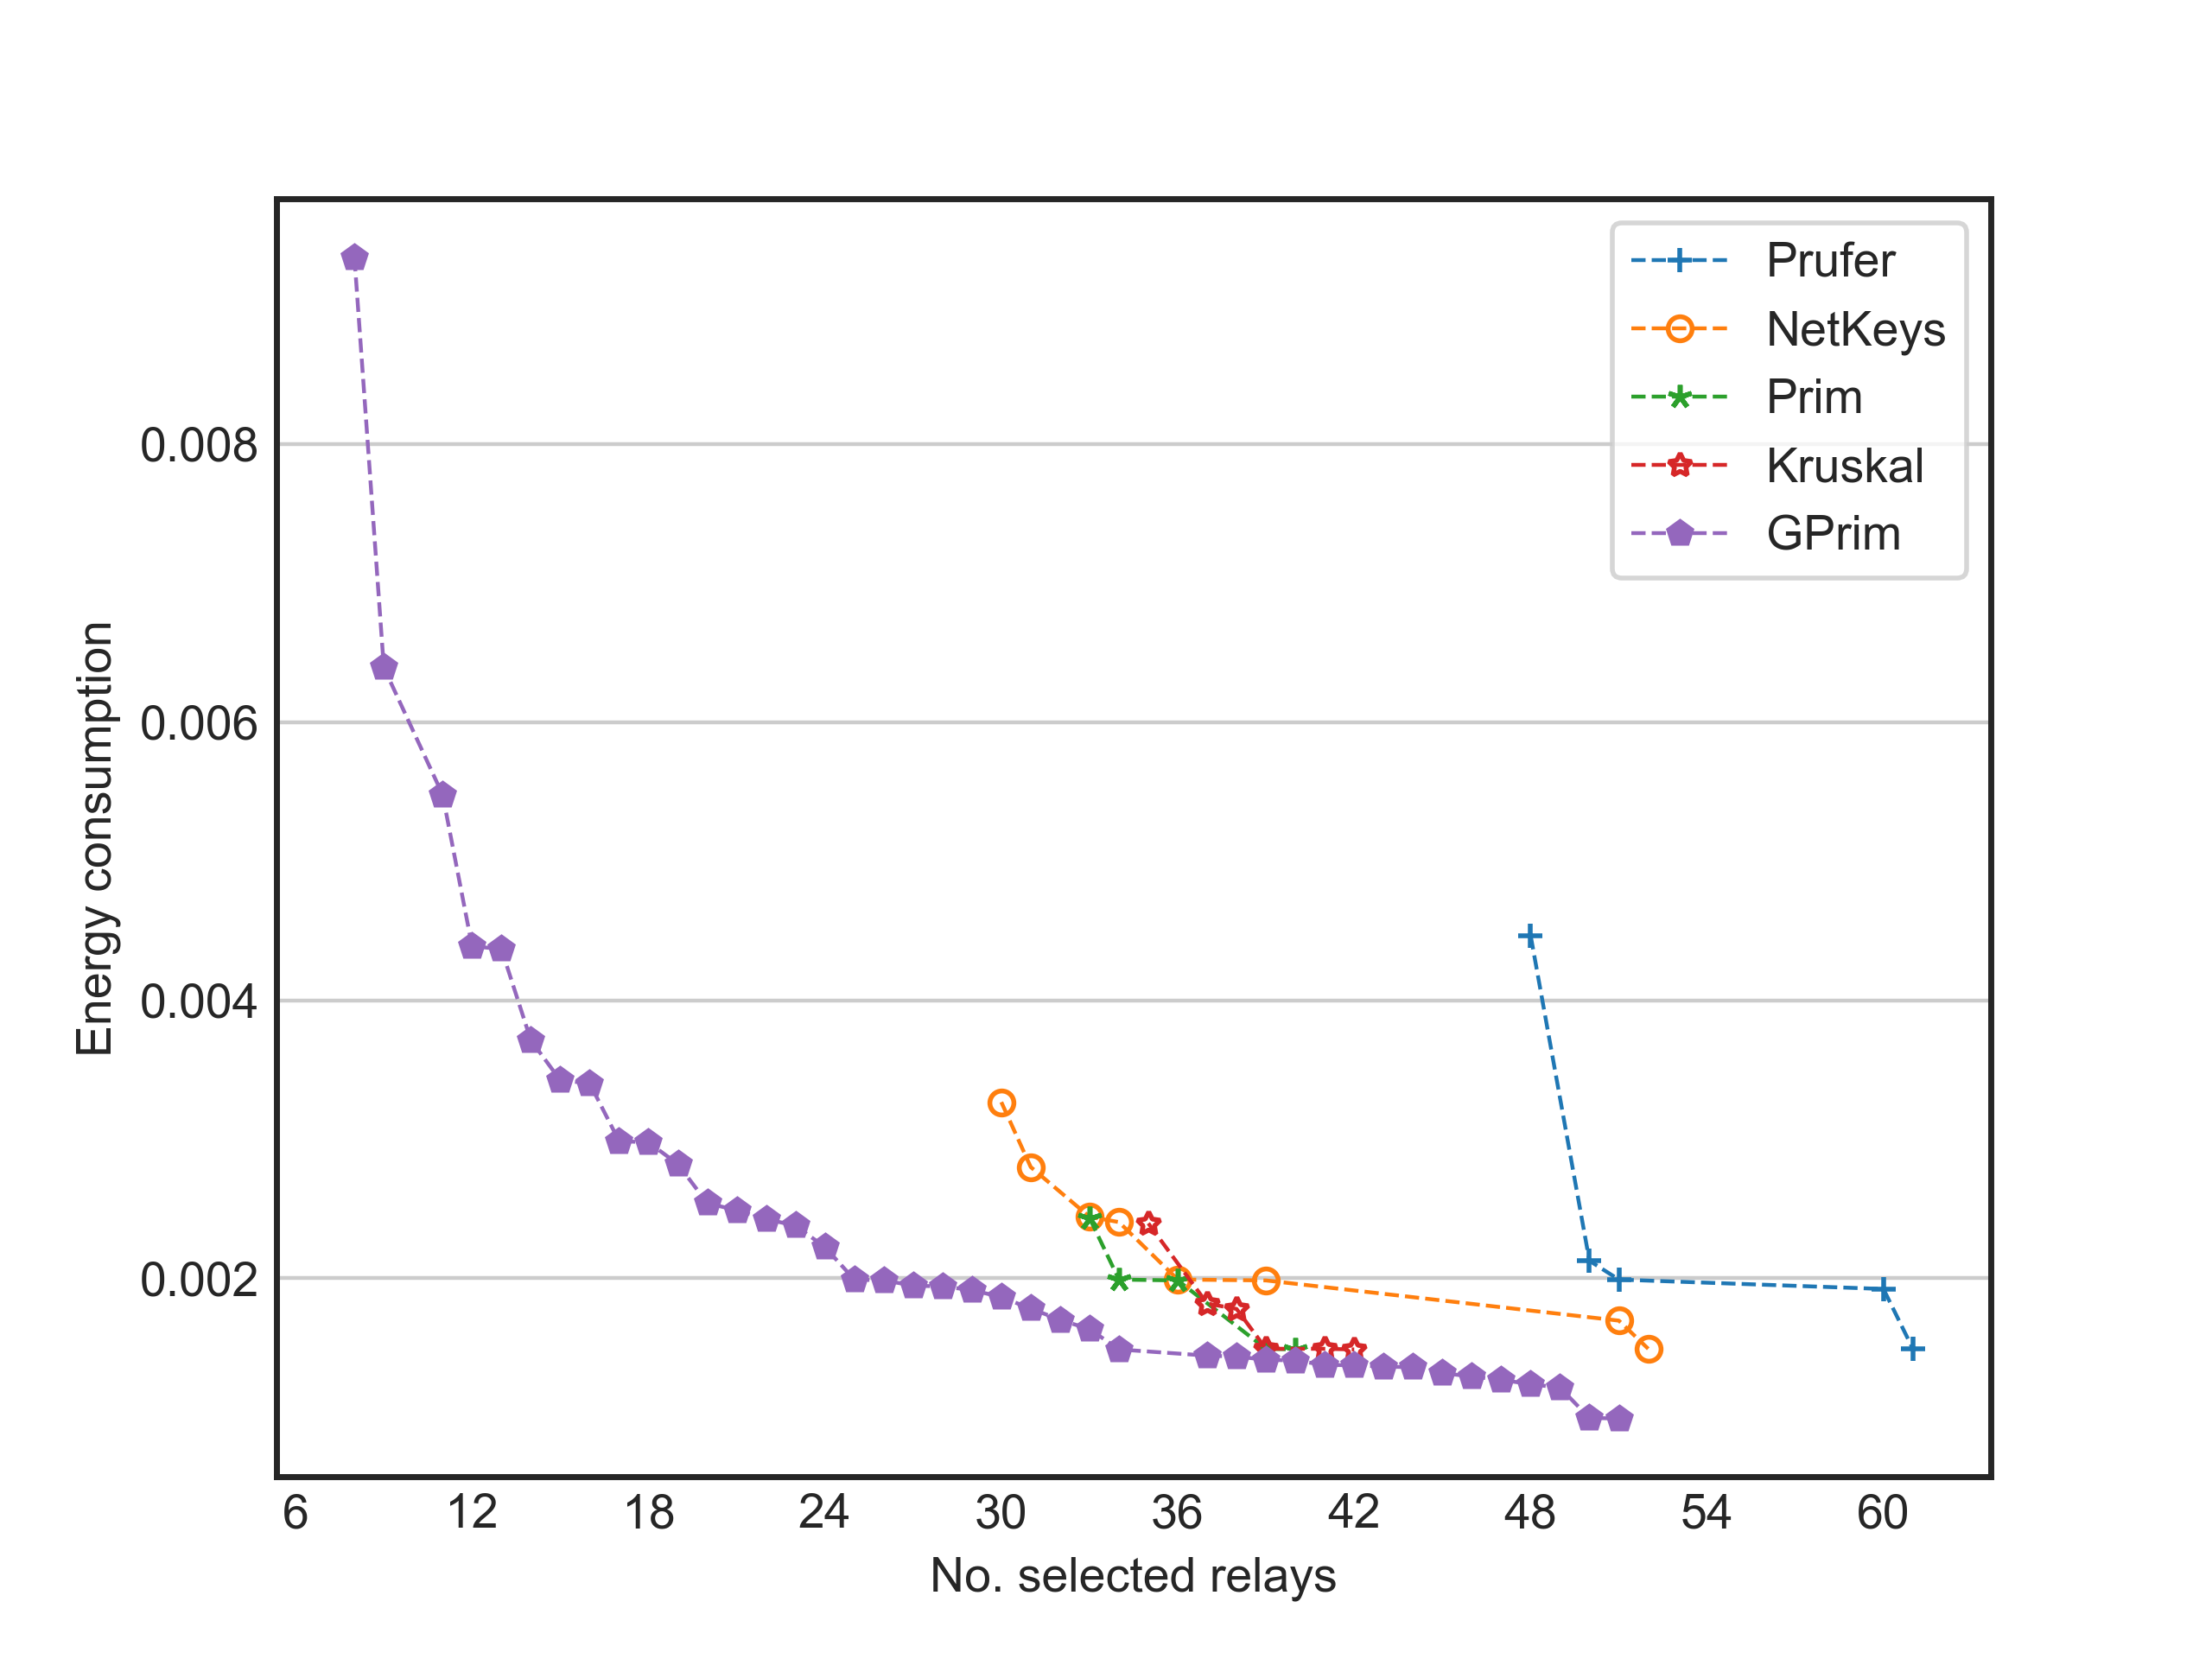 Prufer
NetKeys
Prim
Kruskal
GPrim
0.008
0.006
0.004
0.002
Energy consumption
6 12 18 24 30 36 42 48 54 60
No. selected relays